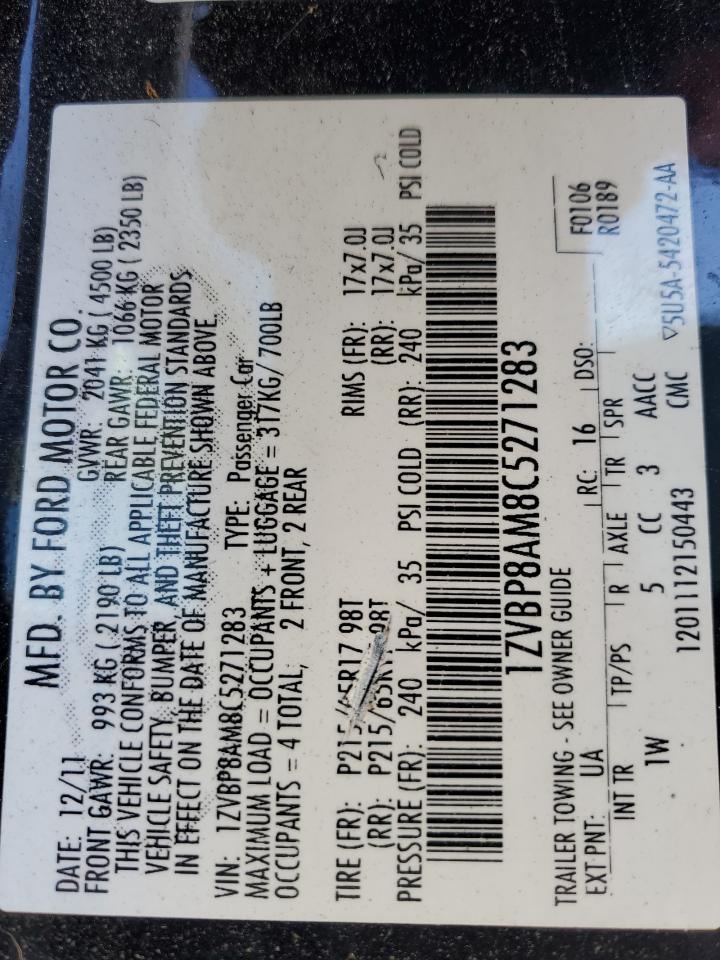 MFD. BY FORD MOTOR CO.
DATE: 12/11 GVWR: 2041 KG ( 4500 LB)
FRONT GAWR: 993 KG ( 2190 LB) REAR GAWR: 1066 KG ( 2350 LB)
THIS VEHICLE CONFORMS TO ALL APPLICABLE FEDERAL MOTOR
VEHICLE SAFETY, BUMPER, AND THEFT PREVENTION STANDARDS
IN EFFECT ON THE DATE OF MANUFACTURE SHOWN ABOVE.
VIN: 1ZVBP8AM8C5271283 TYPE: Passenger Car
MAXIMUM LOAD = OCCUPANTS + LUGGAGE = 317KG/700LB
OCCUPANTS = 4 TOTAL, 2 FRONT, 2 REAR
TIRE (FR): P215/65R17 98T RIMS (FR): 17x7.0J
(RR): P215/65R17 98T (RR): 17x7.0J
PRESSURE (FR): 240 kPa/ 35 PSI COLD (RR): 240 kPa/ 35 PSI COLD
1ZVBP8AM8C5271283
TRAILER TOWING - SEE OWNER GUIDE
F0106
EXT PNT: UA RC: 16 DSO: R0189
INT TR TP/PS R AXLE TR SPR
1W 5 CC 3 AACC
CMC
1201112150443 ▽5U5A-5420472-AA